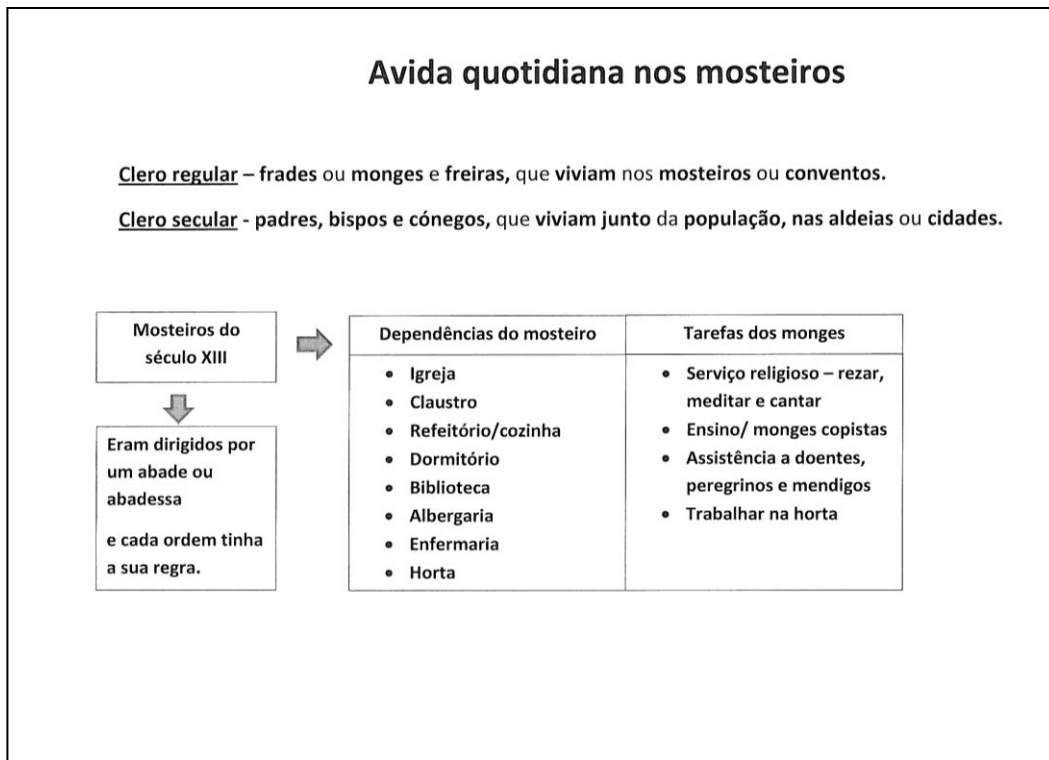 Avida quotidiana nos mosteiros
Clero regular – frades ou monges e freiras, que viviam nos mosteiros ou conventos.
Clero secular - padres, bispos e cónegos, que viviam junto da população, nas aldeias ou cidades.
Mosteiros do
século XIII
Eram dirigidos por
um abade ou
abadessa
e cada ordem tinha
a sua regra.
Dependências do mosteiro
• Igreja
• Claustro
• Refeitório/cozinha
• Dormitório
• Biblioteca
• Albergaria
• Enfermaria
• Horta
Tarefas dos monges
• Serviço religioso – rezar,
meditar e cantar
• Ensino/ monges copistas
• Assistência a doentes,
peregrinos e mendigos
• Trabalhar na horta